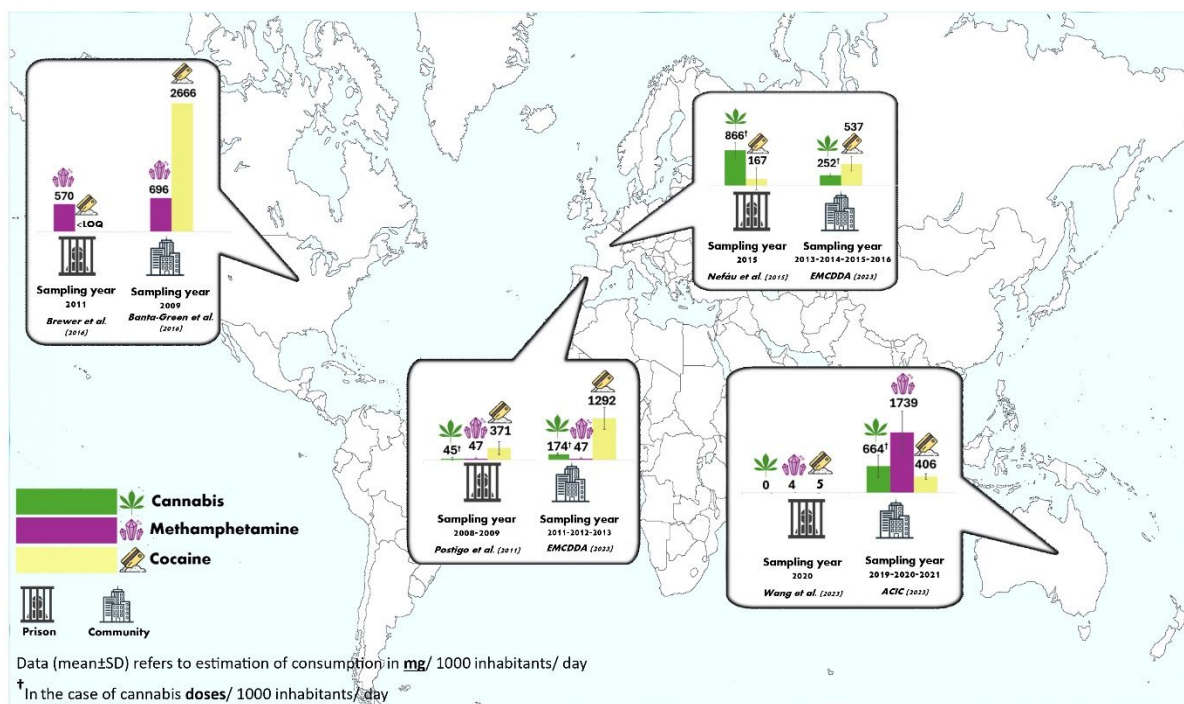 2666
570
696
<LOQ
Sampling year
2011
Brewer et al.
[2016]
Sampling year
2009
Banta-Green et al.
[2016]
866†
167
252†
537
Sampling year
2015
Nefáu et al. [2015]
Sampling year
2013-2014-2015-2016
EMCDDA [2023]
45†
47
371
174†
47
1292
Sampling year
2008-2009
Postigo et al. [2011]
Sampling year
2011-2012-2013
EMCDDA [2023]
0
4
5
664†
1739
406
Sampling year
2020
Wang et al. [2023]
Sampling year
2019-2020-2021
ACIC [2023]
Cannabis
Methamphetamine
Cocaine
Prison
Community
Data (mean±SD) refers to estimation of consumption in mg/ 1000 inhabitants/ day
†In the case of cannabis doses/ 1000 inhabitants/ day